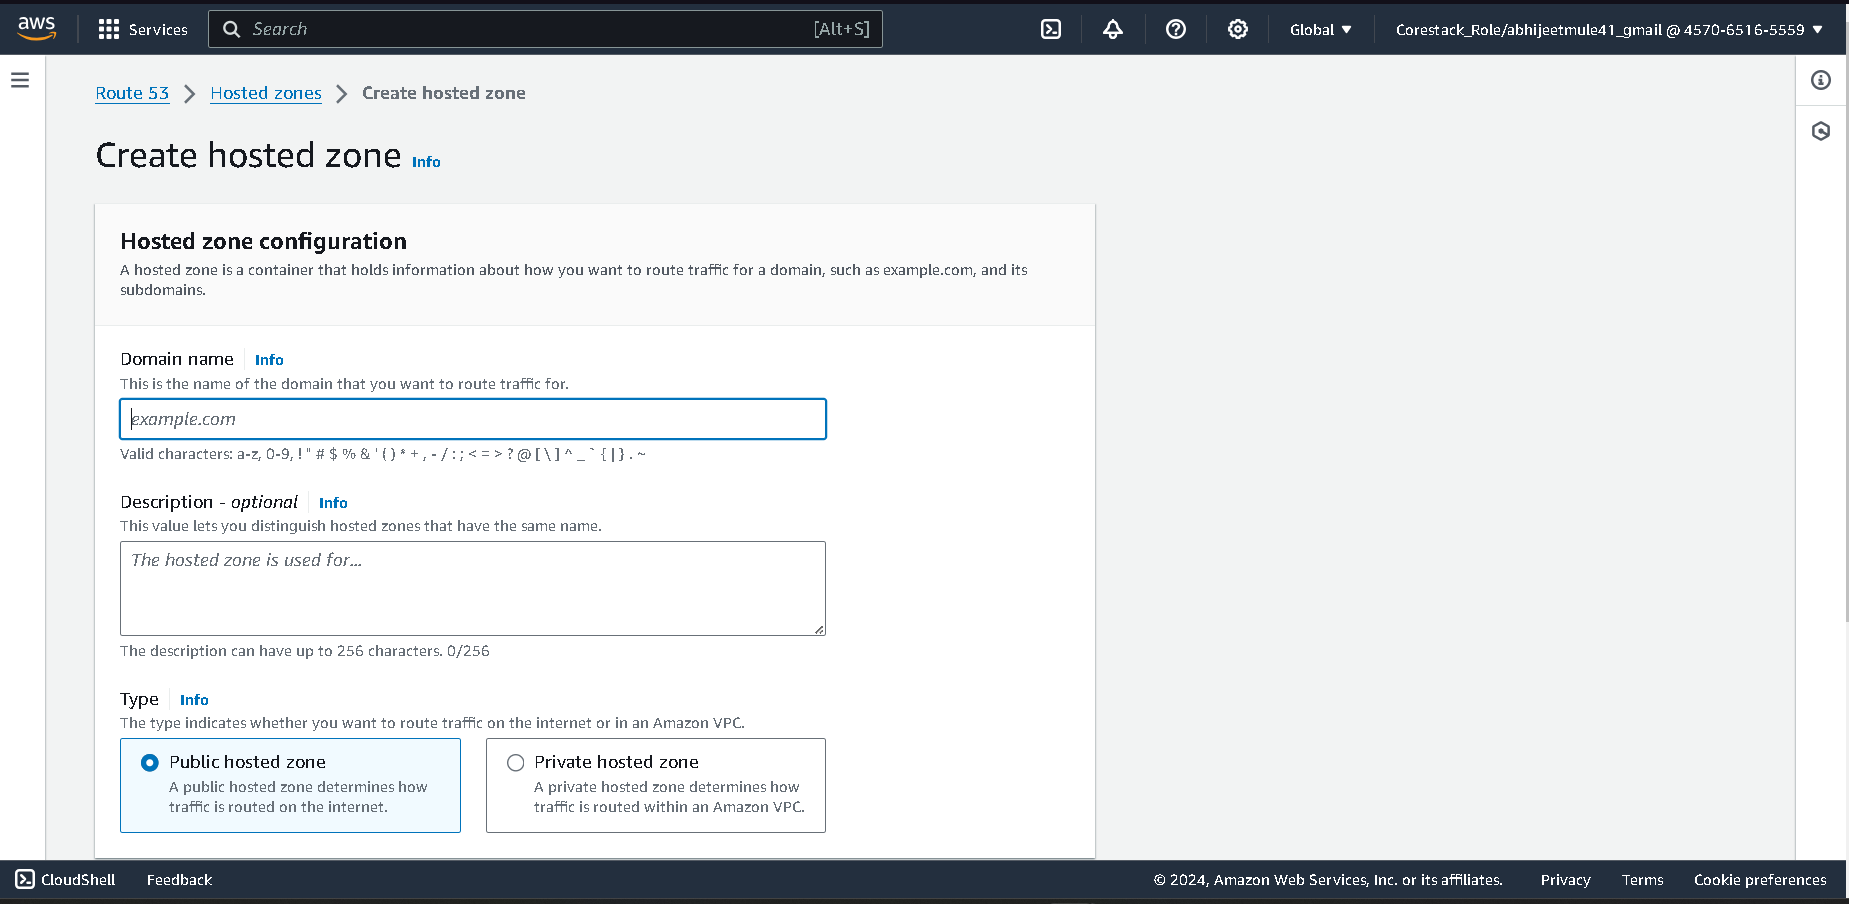 aws
Services
Search
[Alt+S]
Global
Corestack_Role/abhijeetmule41_gmail @ 4570-6516-5559
Route 53 > Hosted zones > Create hosted zone
Create hosted zone Info
Hosted zone configuration
A hosted zone is a container that holds information about how you want to route traffic for a domain, such as example.com, and its
subdomains.
Domain name Info
This is the name of the domain that you want to route traffic for.
example.com
Valid characters: a-z, 0-9, ! " # $ % & ' ( ) * + , - / : ; < = > ? @ [ \ ] ^ _ ` { | } . ~
Description - optional Info
This value lets you distinguish hosted zones that have the same name.
The hosted zone is used for...
The description can have up to 256 characters. 0/256
Type Info
The type indicates whether you want to route traffic on the internet or in an Amazon VPC.
Public hosted zone
A public hosted zone determines how
traffic is routed on the internet.
Private hosted zone
A private hosted zone determines how
traffic is routed within an Amazon VPC.
CloudShell
Feedback
© 2024, Amazon Web Services, Inc. or its affiliates.
Privacy
Terms
Cookie preferences